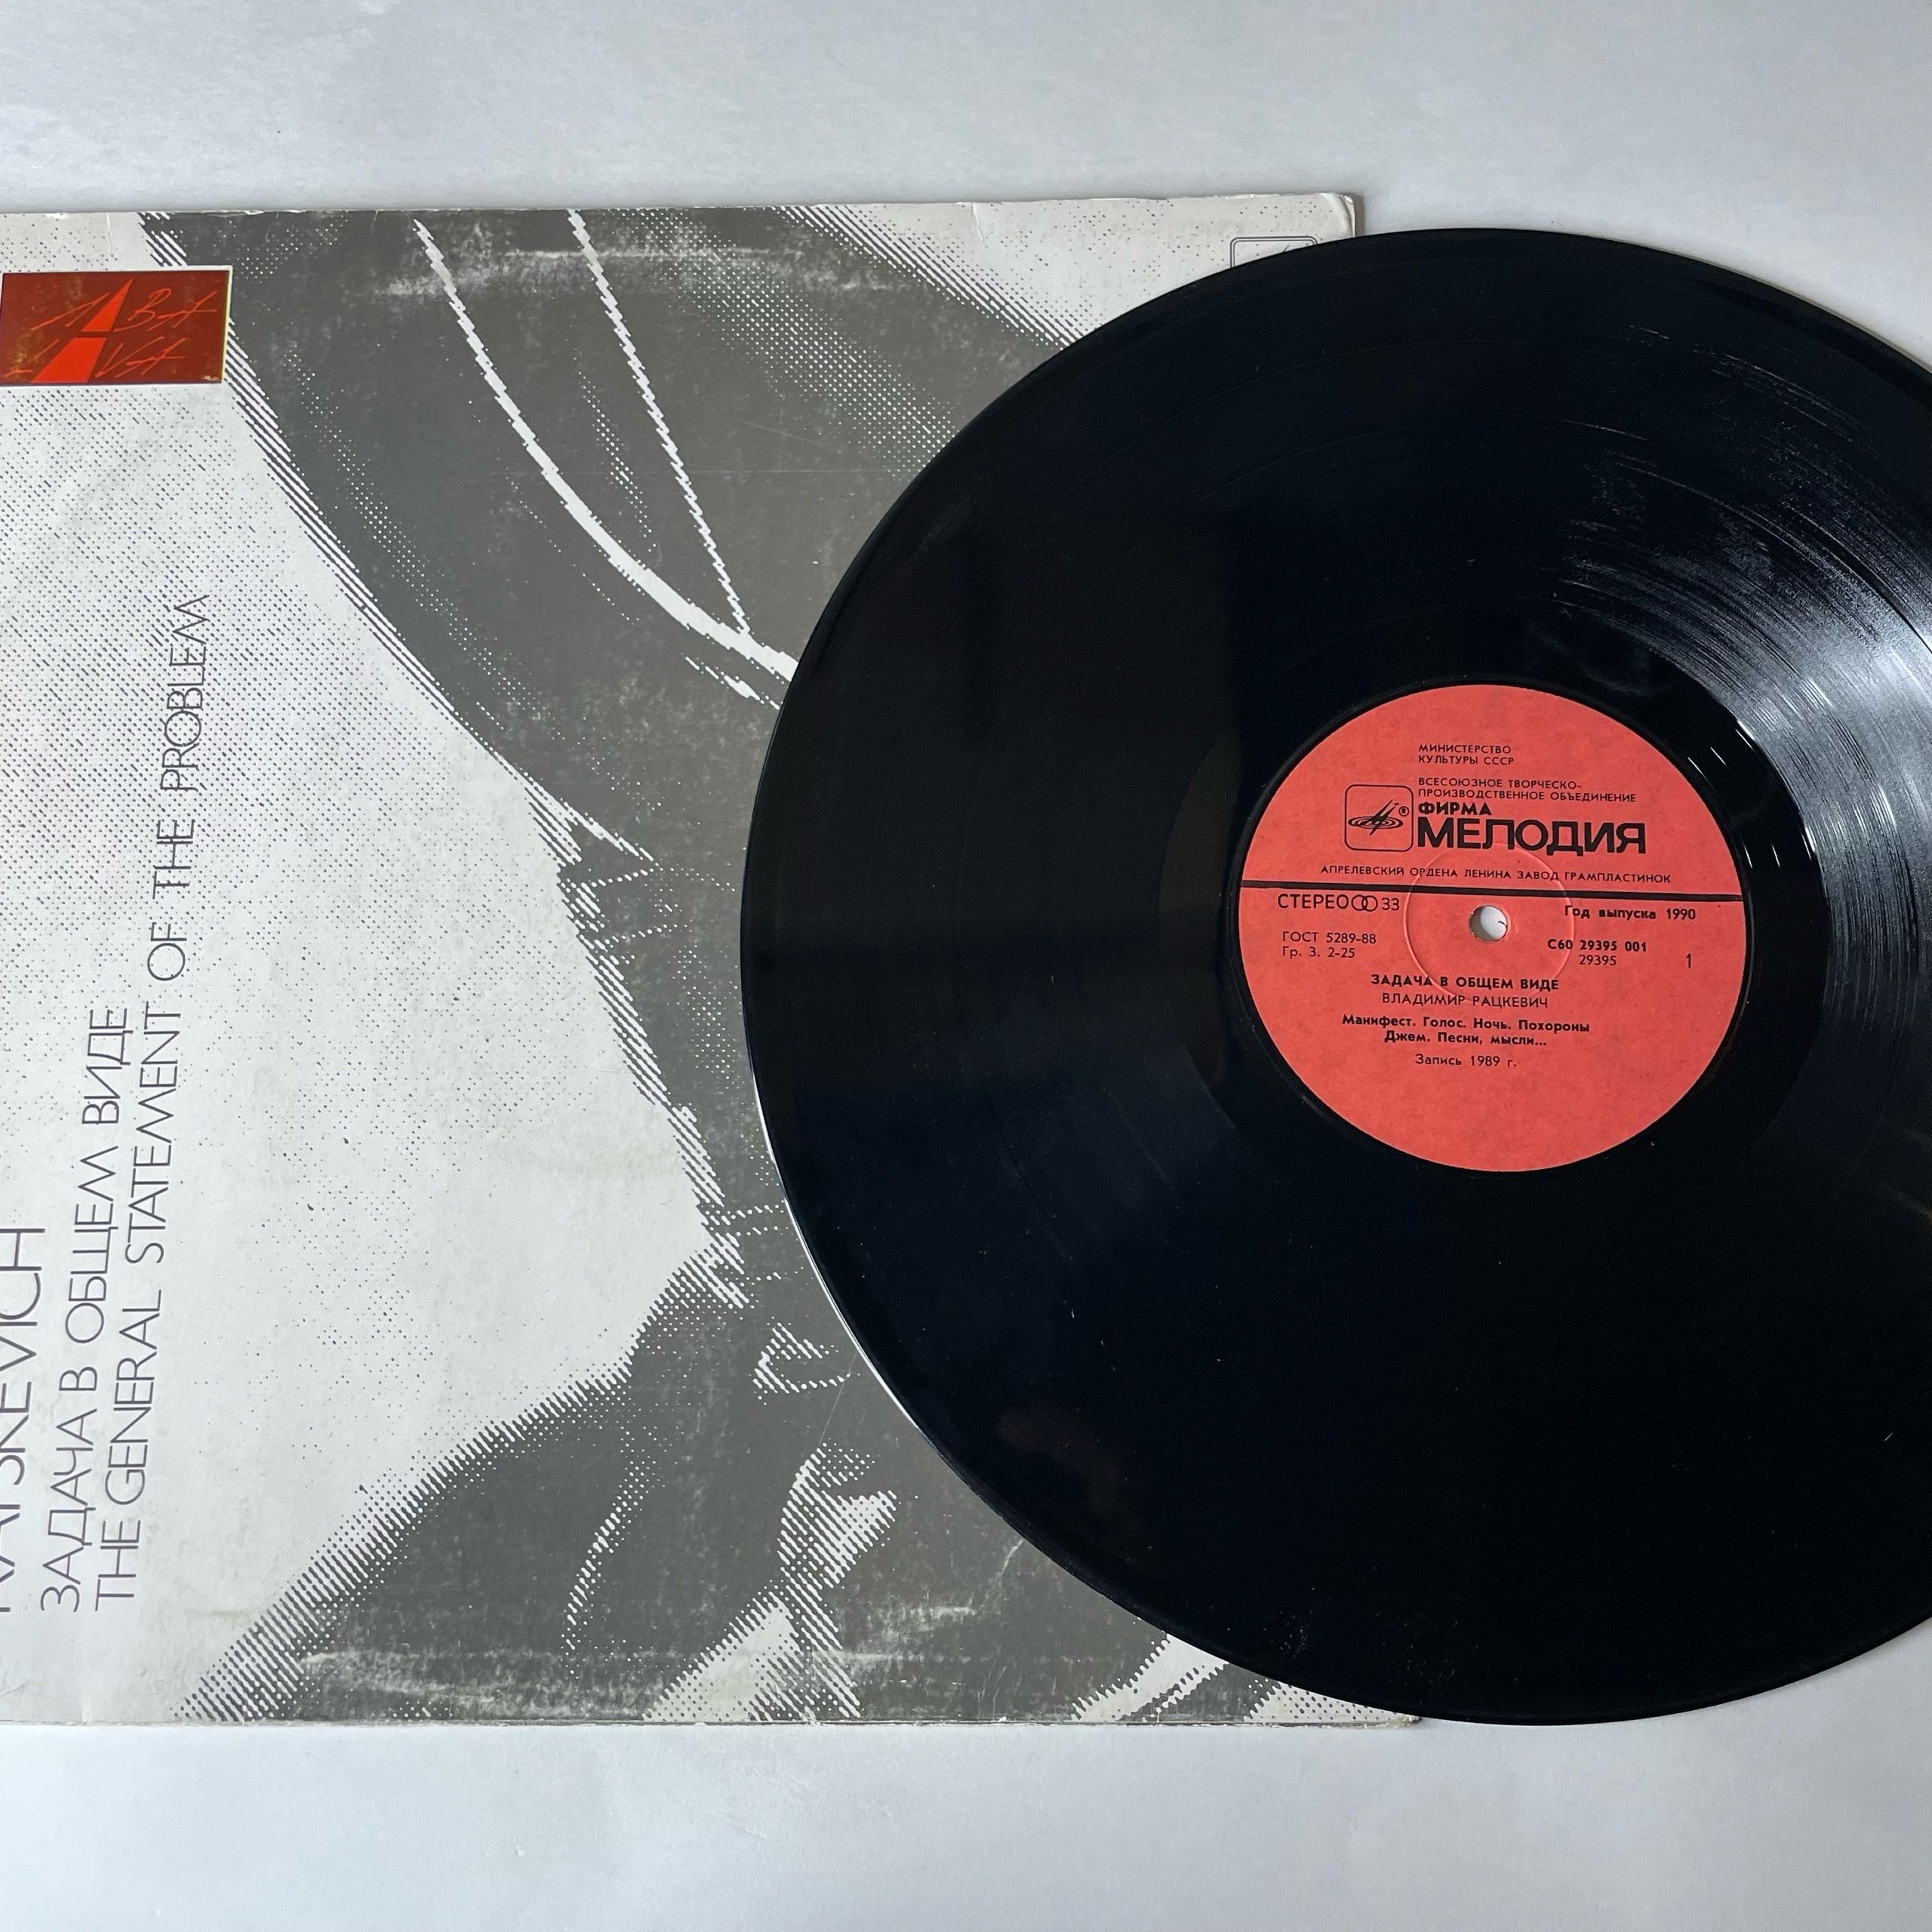 RATSKEVICH
ЗАДАЧА В ОБЩЕМ ВИДЕ
THE GENERAL STATEMENT OF THE PROBLEM
МИНИСТЕРСТВО
КУЛЬТУРЫ СССР
ВСЕСОЮЗНОЕ ТВОРЧЕСКО-
ПРОИЗВОДСТВЕННОЕ ОБЪЕДИНЕНИЕ
®
ФИРМА
МЕЛОДИЯ
АПРЕЛЕВСКИЙ ОРДЕНА ЛЕНИНА ЗАВОД ГРАМПЛАСТИНОК
СТЕРЕО 33
Год выпуска 1990
ГОСТ 5289-88
Гр. 3. 2-25
С60 29395 001
29395
1
ЗАДАЧА В ОБЩЕМ ВИДЕ
ВЛАДИМИР РАЦКЕВИЧ
Манифест. Голос. Ночь. Похороны
Джем. Песни, мысли...
Запись 1989 г.